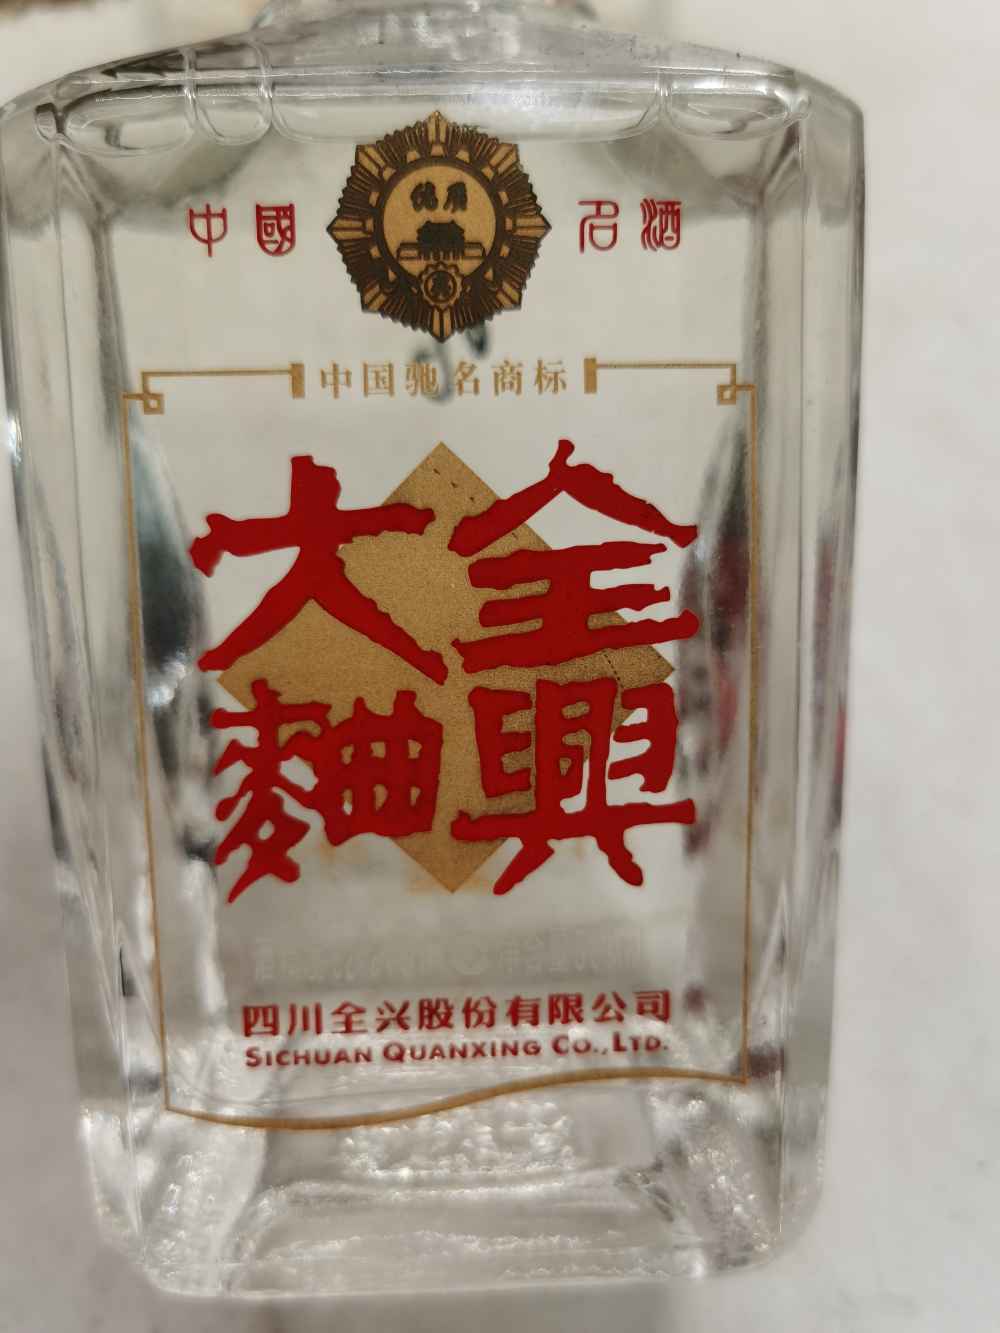 中國 名酒
中国驰名商标
全興
大麯
四川全兴股份有限公司
SICHUAN QUANXING CO., LTD.